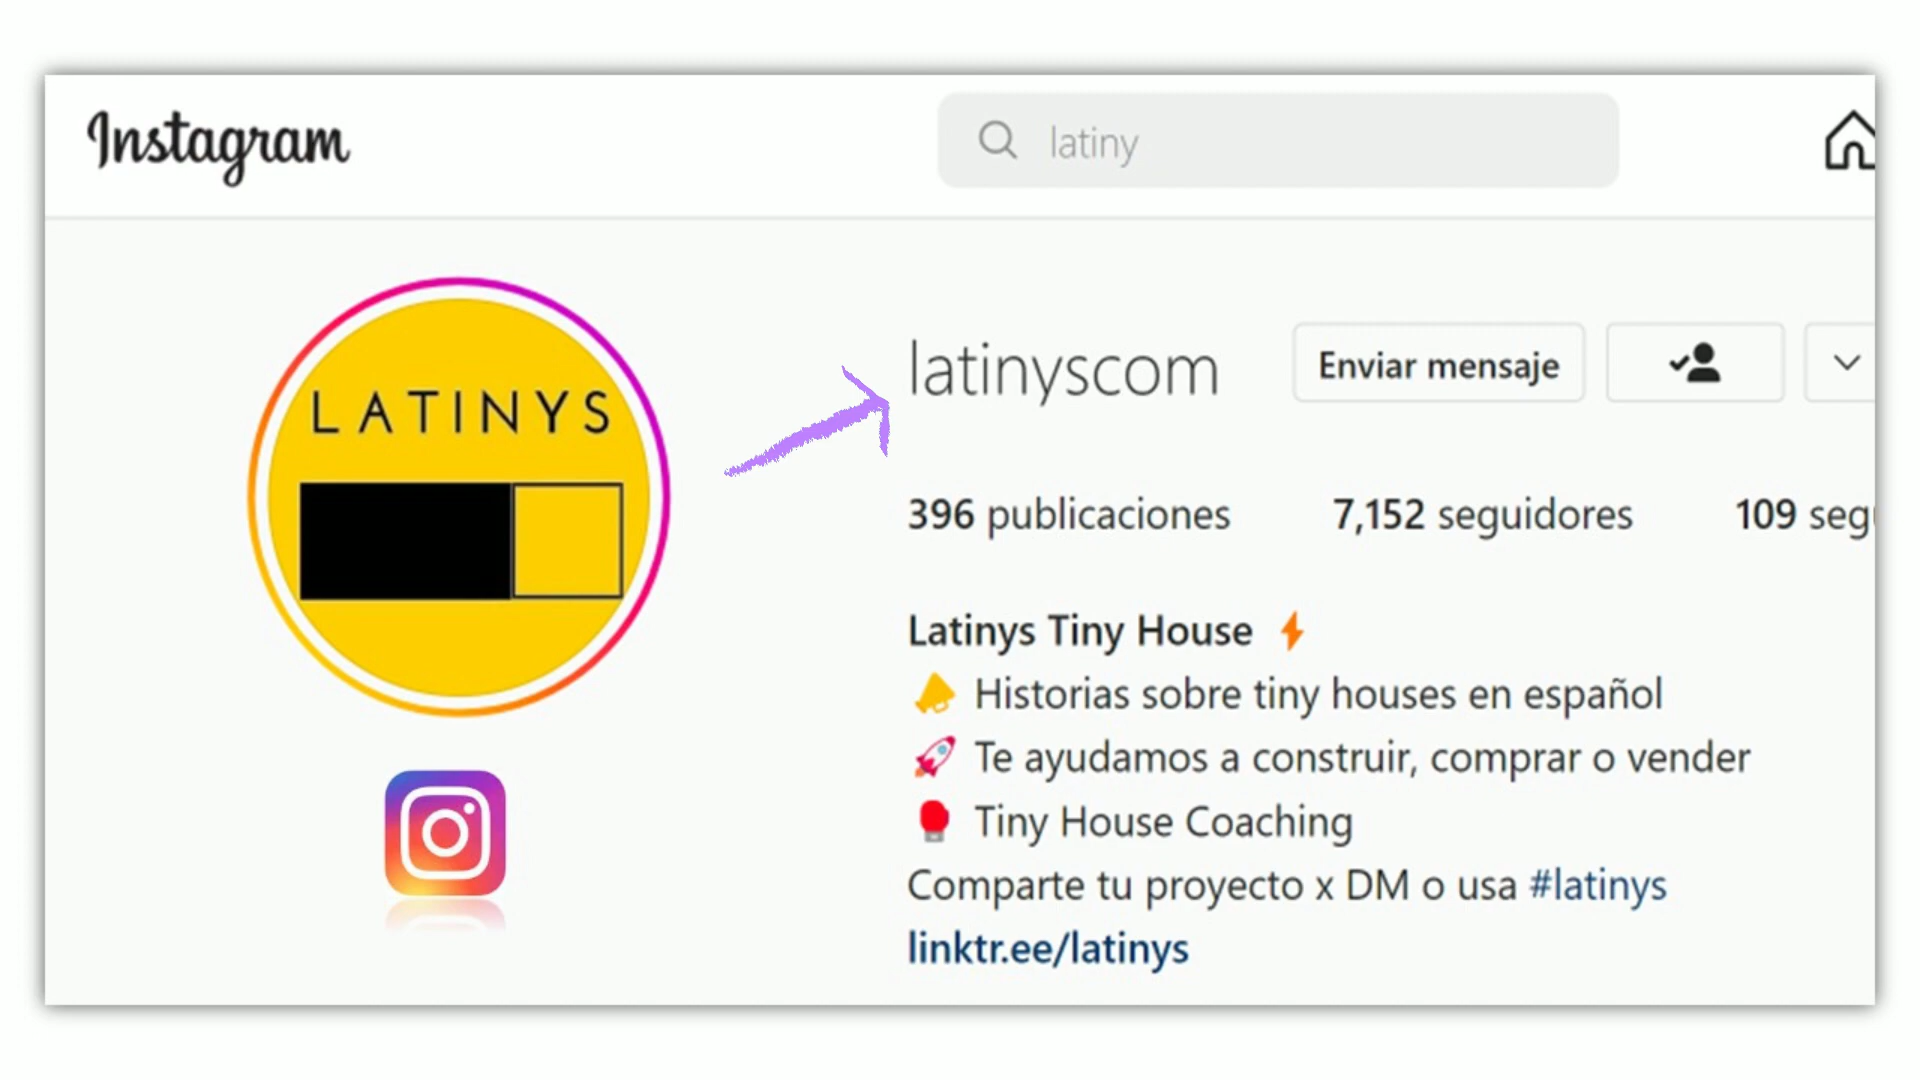 Instagram
latiny
LATINYS
latinyscom
Enviar mensaje
396 publicaciones
7,152 seguidores
109
Latinys Tiny House
Historias sobre tiny houses en español
Te ayudamos a construir, comprar o vender
Tiny House Coaching
Comparte tu proyecto x DM o usa #latinys
linktr.ee/latinys